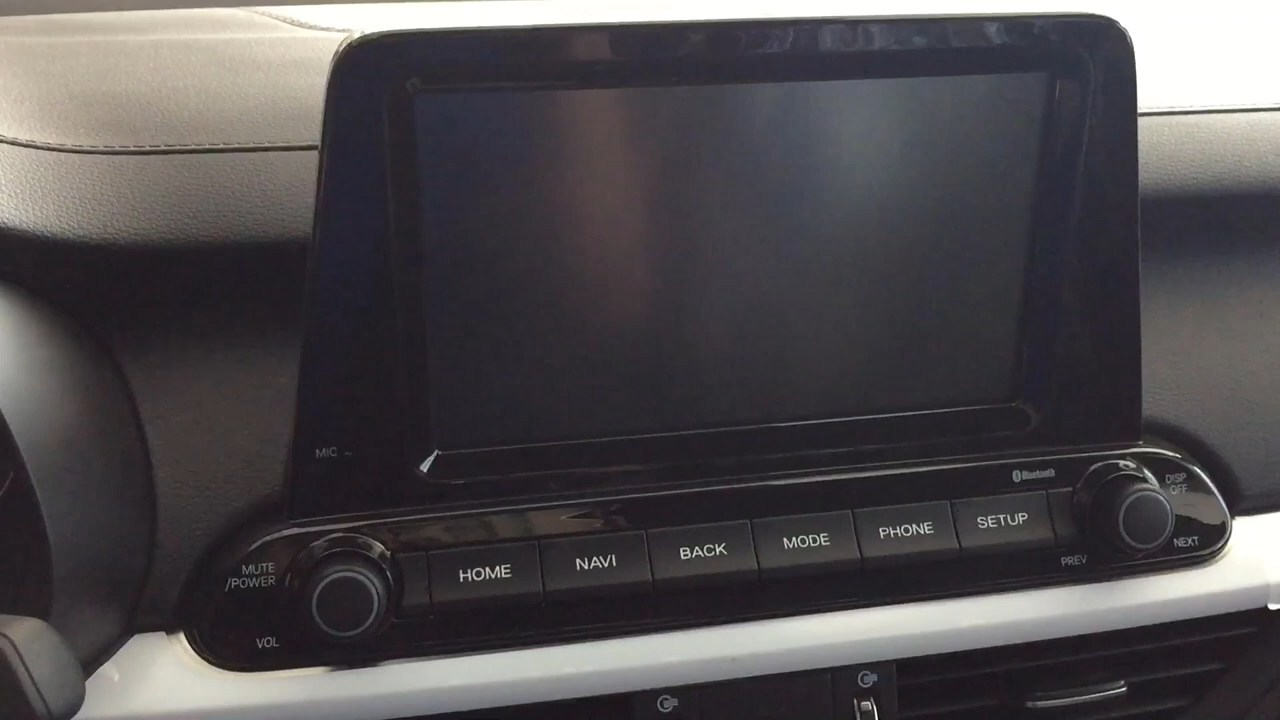 MIC
Bluetooth
DISP
OFF
MUTE
/POWER
HOME
NAVI
BACK
MODE
PHONE
SETUP
NEXT
PREV
VOL